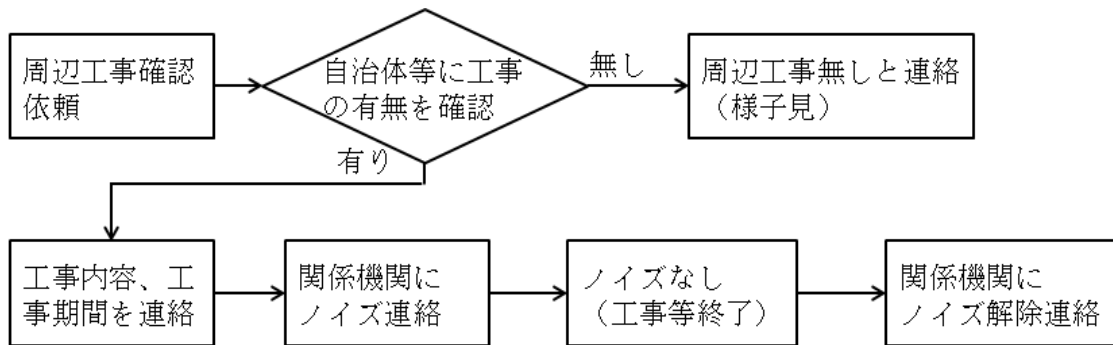 周辺工事確認
依頼
自治体等に工事
の有無を確認
無し
周辺工事無しと連絡
（様子見）
有り
工事内容、工
事期間を連絡
関係機関に
ノイズ連絡
ノイズなし
（工事等終了）
関係機関に
ノイズ解除連絡